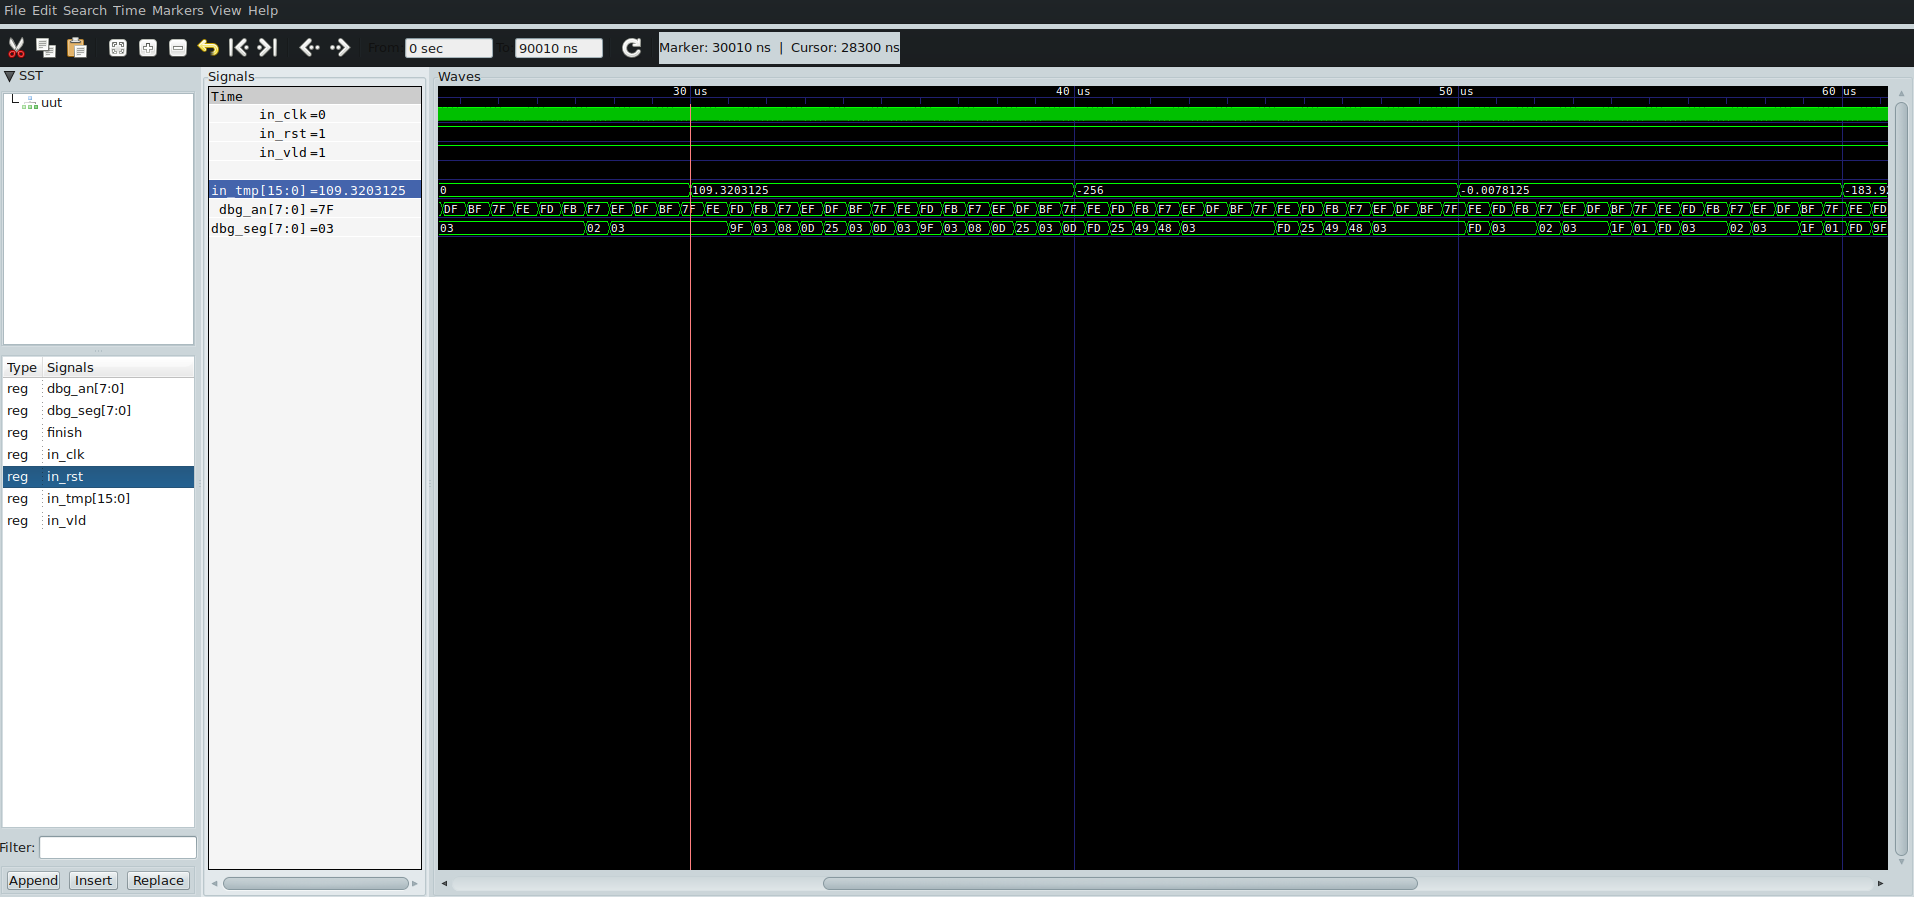 File Edit Search Time Markers View Help
From: 0 sec To: 90010 ns Marker: 30010 ns | Cursor: 28300 ns
SST
uut
Type Signals
reg dbg_an[7:0]
reg dbg_seg[7:0]
reg finish
reg in_clk
reg in_rst
reg in_tmp[15:0]
reg in_vld
Filter:
Append Insert Replace
Signals
Time
in_clk =0
in_rst =1
in_vld =1
in_tmp[15:0] =109.3203125
dbg_an[7:0] =7F
dbg_seg[7:0] =03
Waves
30 us 40 us 50 us 60 us
0 109.3203125 -256 -0.0078125 -183.9
DF BF 7F FE FD FB F7 EF DF BF 7F FE FD FB F7 EF DF BF 7F FE FD FB F7 EF DF BF 7F FE FD FB F7 EF DF BF 7F FE FD FB F7 EF DF BF 7F FE FD FB F7 EF DF BF 7F FE FD FB F7 EF DF BF 7F FE FD
03 02 03 9F 03 08 0D 25 03 0D 03 9F 03 08 0D 25 03 0D FD 25 49 48 03 FD 25 49 48 03 FD 03 02 03 1F 01 FD 03 02 03 1F 01 FD 9F